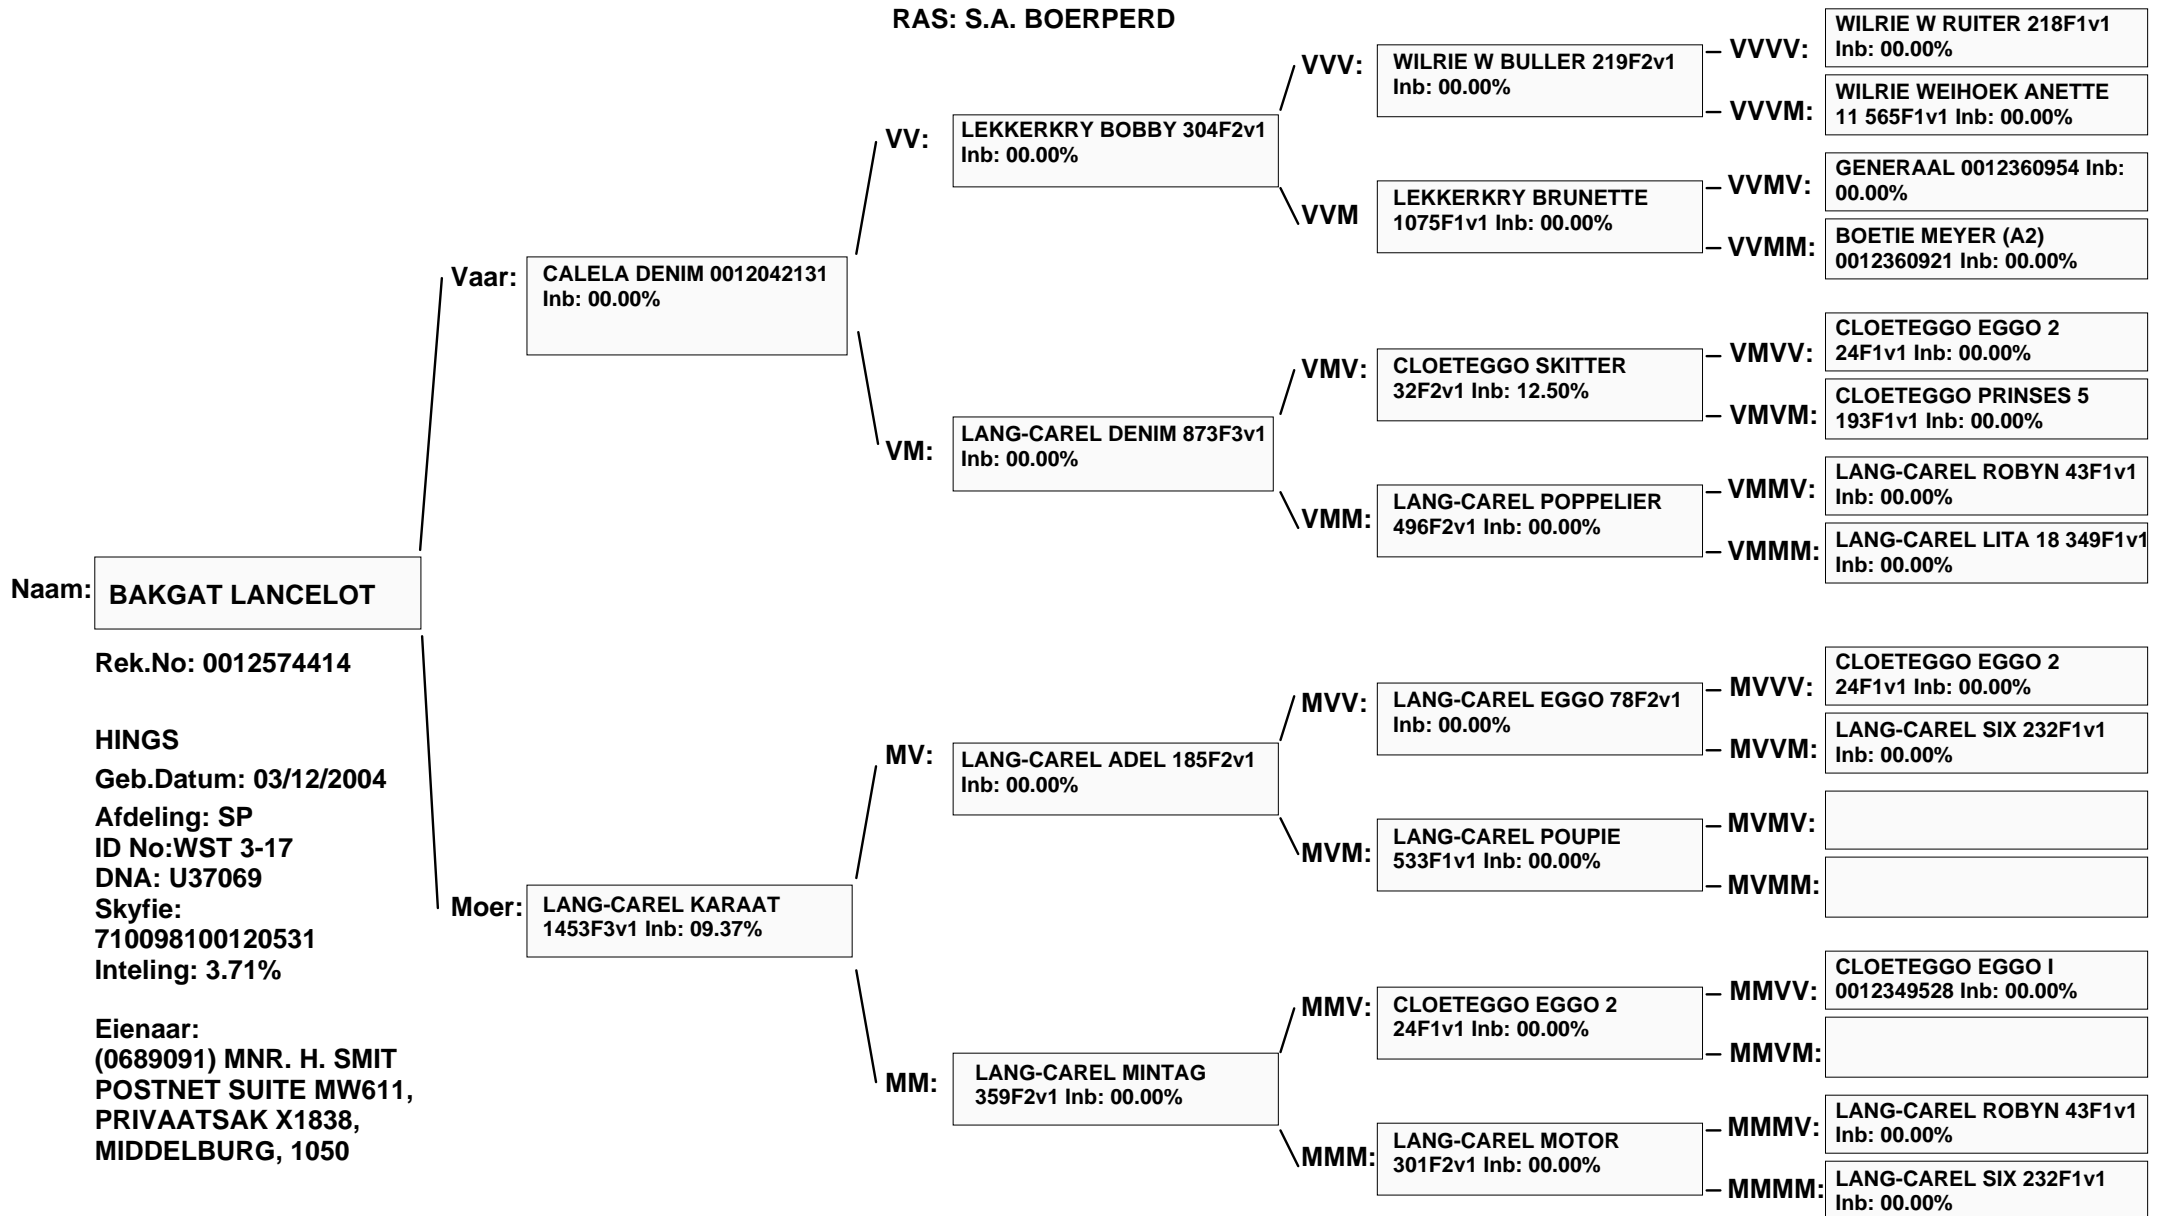 RAS: S.A. BOERPERD
Naam:
BAKGAT LANCELOT
Rek.No: 0012574414
HINGS
Geb.Datum: 03/12/2004
Afdeling: SP
ID No:WST 3-17
DNA: U37069
Skyfie:
710098100120531
Inteling: 3.71%
Eienaar:
(0689091) MNR. H. SMIT
POSTNET SUITE MW611,
PRIVAATSAK X1838,
MIDDELBURG, 1050
Vaar:
CALELA DENIM 0012042131
Inb: 00.00%
Moer:
LANG-CAREL KARAAT
1453F3v1 Inb: 09.37%
VV:
LEKKERKRY BOBBY 304F2v1
Inb: 00.00%
VM:
LANG-CAREL DENIM 873F3v1
Inb: 00.00%
MV:
LANG-CAREL ADEL 185F2v1
Inb: 00.00%
MM:
LANG-CAREL MINTAG
359F2v1 Inb: 00.00%
VVV:
WILRIE W BULLER 219F2v1
Inb: 00.00%
VVM
LEKKERKRY BRUNETTE
1075F1v1 Inb: 00.00%
VMV:
CLOETEGGO SKITTER
32F2v1 Inb: 12.50%
VMM:
LANG-CAREL POPPELIER
496F2v1 Inb: 00.00%
MVV:
LANG-CAREL EGGO 78F2v1
Inb: 00.00%
MVM:
LANG-CAREL POUPIE
533F1v1 Inb: 00.00%
MMV:
CLOETEGGO EGGO 2
24F1v1 Inb: 00.00%
MMM:
LANG-CAREL MOTOR
301F2v1 Inb: 00.00%
VVVV:
WILRIE W RUITER 218F1v1
Inb: 00.00%
VVVM:
WILRIE WEIHOEK ANETTE
11 565F1v1 Inb: 00.00%
VVMV:
GENERAAL 0012360954 Inb:
00.00%
VVMM:
BOETIE MEYER (A2)
0012360921 Inb: 00.00%
VMVV:
CLOETEGGO EGGO 2
24F1v1 Inb: 00.00%
VMVM:
CLOETEGGO PRINSES 5
193F1v1 Inb: 00.00%
VMMV:
LANG-CAREL ROBYN 43F1v1
Inb: 00.00%
VMMM:
LANG-CAREL LITA 18 349F1v1
Inb: 00.00%
MVVV:
CLOETEGGO EGGO 2
24F1v1 Inb: 00.00%
MVVM:
LANG-CAREL SIX 232F1v1
Inb: 00.00%
MVMV:
MVMM:
MMVV:
CLOETEGGO EGGO I
0012349528 Inb: 00.00%
MMVM:
MMMV:
LANG-CAREL ROBYN 43F1v1
Inb: 00.00%
MMMM:
LANG-CAREL SIX 232F1v1
Inb: 00.00%